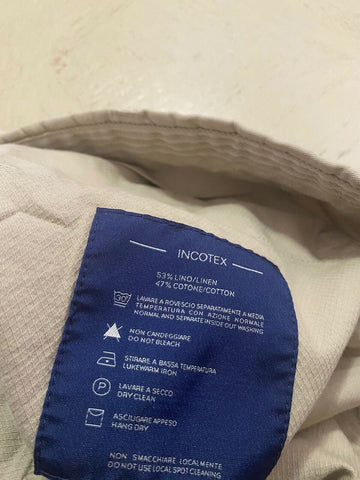 INCOTEX
53% LINO/LINEN
47% COTONE/COTTON
30°
LAVARE A ROVESCIO SEPARATAMENTE A MEDIA
TEMPERATURA CON AZIONE NORMALE
NORMAL AND SEPARATE INSIDE OUT WASHING
NON CANDEGGIARE
DO NOT BLEACH
STIRARE A BASSA TEMPERATURA
LUKEWARM IRON
P
LAVARE A SECCO
DRY CLEAN
ASCIUGARE APPESO
HANG DRY
NON SMACCHIARE LOCALMENTE
DO NOT USE LOCAL SPOT CLEANING